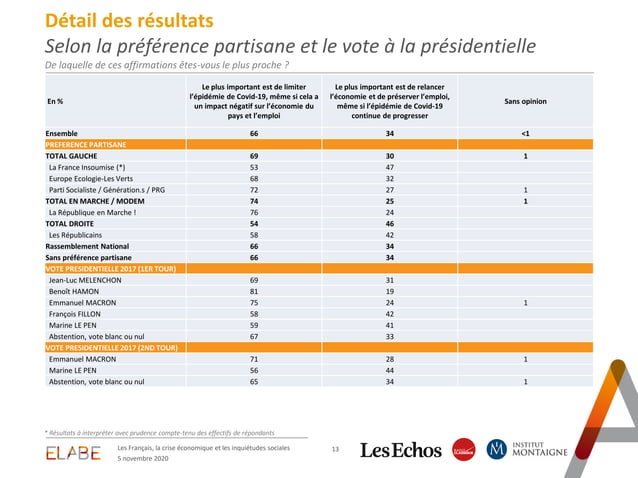 Détail des résultats
Selon la préférence partisane et le vote à la présidentielle
De laquelle de ces affirmations êtes-vous le plus proche ?
En %
Le plus important est de limiter
l'épidémie de Covid-19, même si cela a
un impact négatif sur l'économie du
pays et l'emploi
Le plus important est de relancer
l'économie et de préserver l'emploi,
même si l'épidémie de Covid-19
continue de progresser
Sans opinion
Ensemble 66 34 <1
PREFERENCE PARTISANE
TOTAL GAUCHE 69 30 1
La France Insoumise (*) 53 47
Europe Ecologie-Les Verts 68 32
Parti Socialiste / Génération.s / PRG 72 27 1
TOTAL EN MARCHE / MODEM 74 25 1
La République en Marche ! 76 24
TOTAL DROITE 54 46
Les Républicains 58 42
Rassemblement National 66 34
Sans préférence partisane 66 34
VOTE PRESIDENTIELLE 2017 (1ER TOUR)
Jean-Luc MELENCHON 69 31
Benoît HAMON 81 19
Emmanuel MACRON 75 24 1
François FILLON 58 42
Marine LE PEN 59 41
Abstention, vote blanc ou nul 67 33
VOTE PRESIDENTIELLE 2017 (2ND TOUR)
Emmanuel MACRON 71 28 1
Marine LE PEN 56 44
Abstention, vote blanc ou nul 65 34 1
* Résultats à interpréter avec prudence compte-tenu des effectifs de répondants
ELABE
Les Français, la crise économique et les inquiétudes sociales
5 novembre 2020
13
Les Echos
RADIO
CLASSIQUE
M
INSTITUT
MONTAIGNE